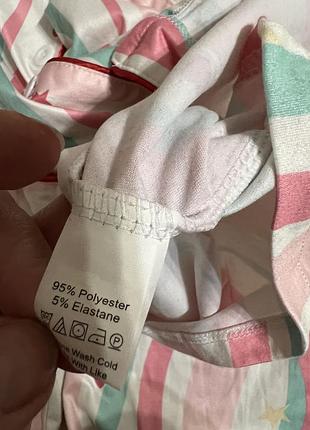 95% Polyester
5% Elastane
P
Wash Cold
With Like